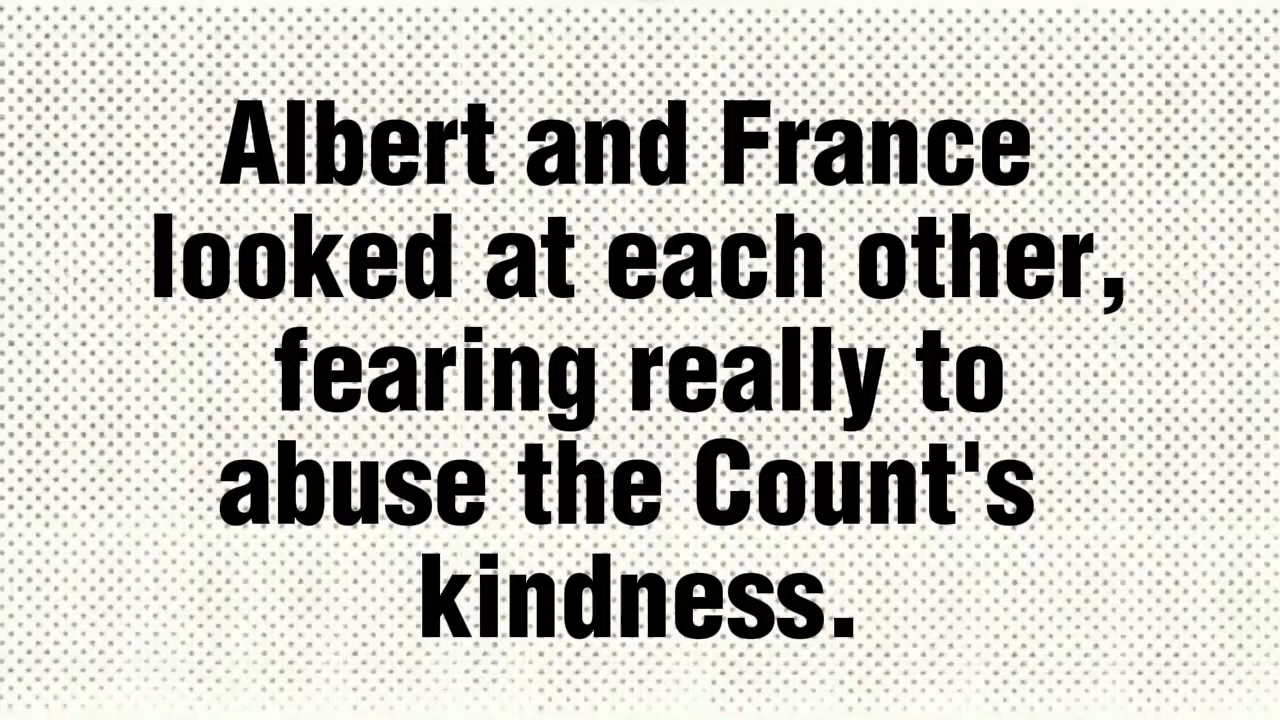 Albert and France
looked at each other,
fearing really to
abuse the Count's
kindness.